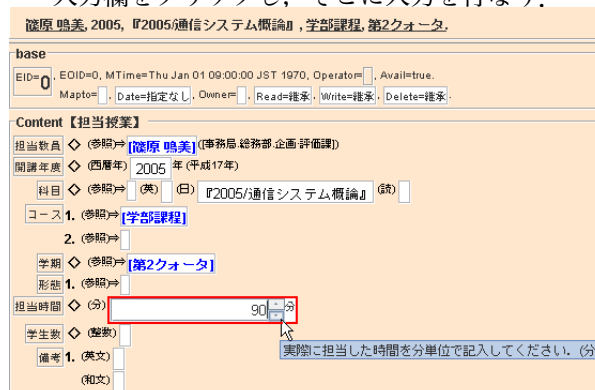 入力欄をクリックし，そこに入力を行なう．
篠原 鳴美, 2005, 『2005/通信システム概論』, 学部課程, 第2クォータ.
base
EID=0, EOID=0, MTime=Thu Jan 01 09:00:00 JST 1970, Operator= , Avail=true.
Mapto= , Date=指定なし, Owner= , Read=継承, Write=継承, Delete=継承.
Content【担当授業】
担当教員 ◇ (参照)⇒[篠原 鳴美] ([事務局.総務部.企画·評価課])
開講年度 ◇ (西暦年) 2005 年 (平成17年)
科目 ◇ (参照)⇒ (英) (日) 『2005/通信システム概論』 (読)
コース 1. (参照)⇒[学部課程]
2. (参照)⇒
学期 ◇ (参照)⇒[第2クォータ]
形態 1. (参照)⇒
担当時間 ◇ (分) 90 分
学生数 ◇ (整数)
実際に担当した時間を分単位で記入してください．(分
備考 1. (英文)
(和文)